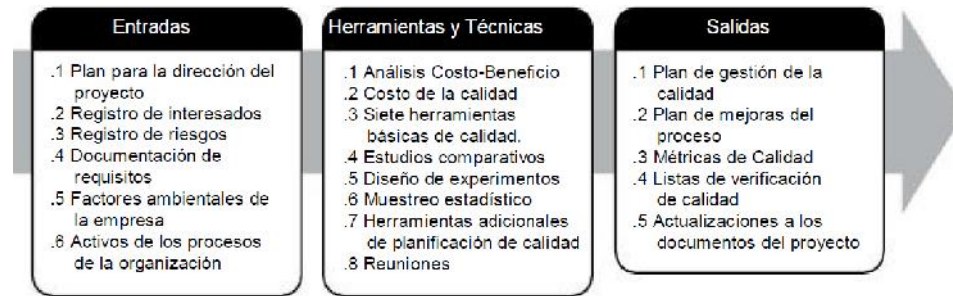 Entradas
.1 Plan para la dirección del
proyecto
.2 Registro de interesados
.3 Registro de riesgos
.4 Documentación de
requisitos
.5 Factores ambientales de
la empresa
.6 Activos de los procesos
de la organización
Herramientas y Técnicas
.1 Análisis Costo-Beneficio
.2 Costo de la calidad
.3 Siete herramientas
básicas de calidad.
.4 Estudios comparativos
.5 Diseño de experimentos
.6 Muestreo estadístico
.7 Herramientas adicionales
de planificación de calidad
.8 Reuniones
Salidas
.1 Plan de gestión de la
calidad
.2 Plan de mejoras del
proceso
.3 Métricas de Calidad
.4 Listas de verificación
de calidad
.5 Actualizaciones a los
documentos del proyecto